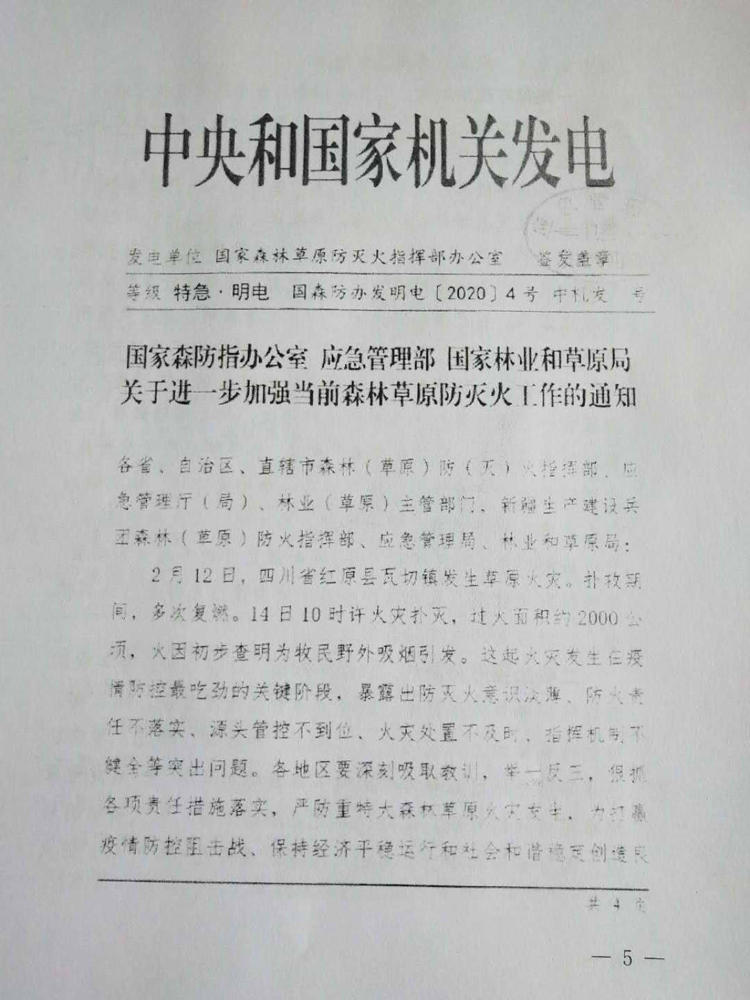 中央和国家机关发电
发电单位 国家森林草原防灭火指挥部办公室 签发盖章
等级 特急·明电 国森防办发明电〔2020〕4号 中机发 号
国家森防指办公室 应急管理部 国家林业和草原局
关于进一步加强当前森林草原防灭火工作的通知
各省、自治区、直辖市森林（草原）防（灭）火指挥部、应
急管理厅（局）、林业（草原）主管部门，新疆生产建设兵
团森林（草原）防火指挥部、应急管理局、林业和草原局：
2月12日，四川省红原县瓦切镇发生草原火灾。扑救期
间，多次复燃。14日10时许火灾扑灭，过火面积约2000公
顷，火因初步查明为牧民野外吸烟引发。这起火灾发生在疫
情防控最吃劲的关键阶段，暴露出防灭火意识淡薄、防火责
任不落实、源头管控不到位、火灾处置不及时、指挥机制不
健全等突出问题。各地区要深刻吸取教训，举一反三，狠抓
各项责任措施落实，严防重特大森林草原火灾发生，为打赢
疫情防控阻击战、保持经济平稳运行和社会和谐稳定创造良
共 4 页
— 5 —